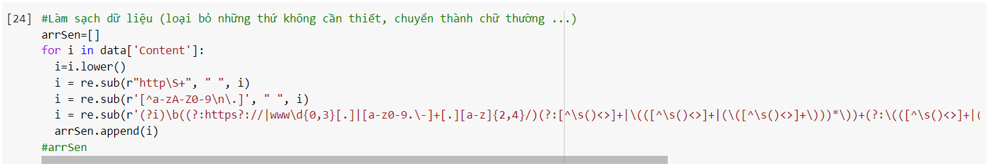 [24] #Làm sạch dữ liệu (loại bỏ những thứ không cần thiết, chuyển thành chữ thường ...)
arrSen=[]
for i in data['Content']:
  i=i.lower()
  i = re.sub(r"http\S+", " ", i)
  i = re.sub(r'[^a-zA-Z0-9\n\.]', " ", i)
  i = re.sub(r'(?i)\b((?:https?://|www\d{0,3}[.]|[a-z0-9.\-]+[.][a-z]{2,4}/)(?:[^\s()<>]+|\(([^\s()<>]+|(\([^\s()<>]+\)))*\))+(?:\(([^\s()<>]+|(
  arrSen.append(i)
#arrSen